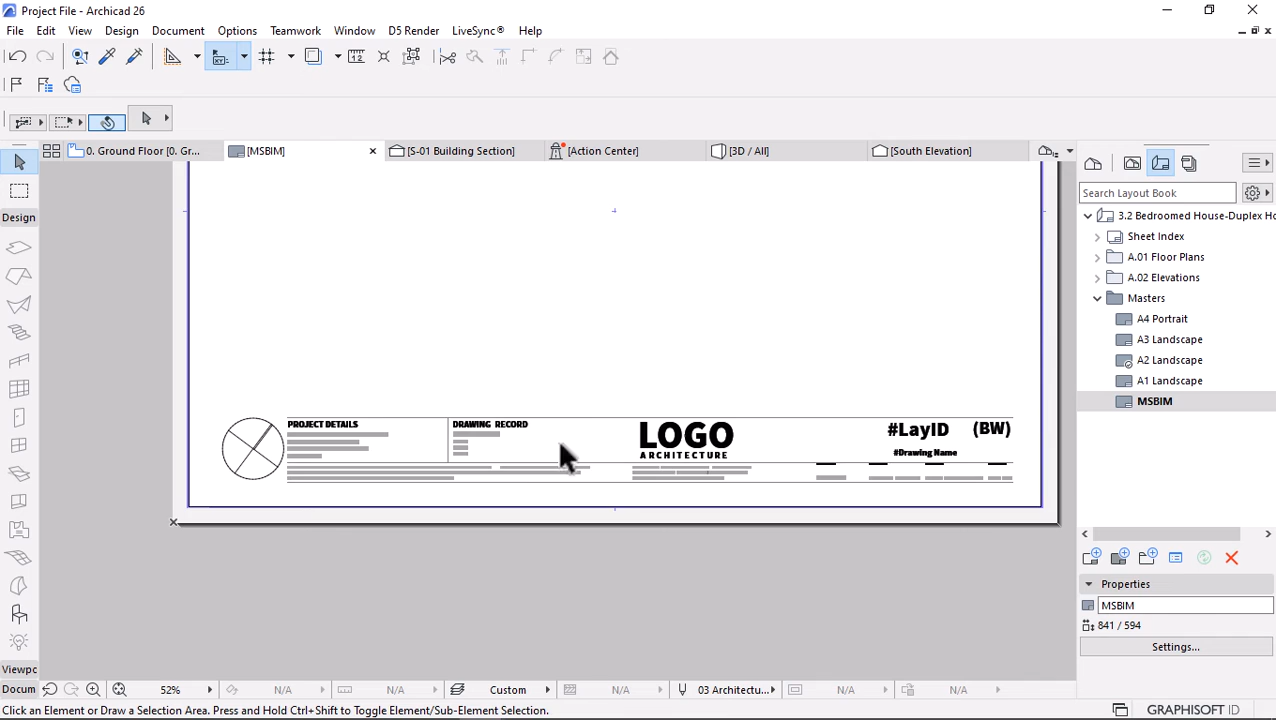 Project File - Archicad 26
File Edit View Design Document Options Teamwork Window D5 Render LiveSync® Help
0. Ground Floor [0. Gr... [MSBIM] [S-01 Building Section] [Action Center] [3D / All] [South Elevation]
Design
Viewpc
Docum
PROJECT DETAILS
DRAWING RECORD
LOGO
ARCHITECTURE
#LayID (BW)
#Drawing Name
Search Layout Book
3.2 Bedroomed House-Duplex Ho
Sheet Index
A.01 Floor Plans
A.02 Elevations
Masters
A4 Portrait
A3 Landscape
A2 Landscape
A1 Landscape
MSBIM
Properties
MSBIM
841 / 594
Settings...
52% N/A N/A Custom N/A 03 Architectu... N/A N/A
Click an Element or Draw a Selection Area. Press and Hold Ctrl+Shift to Toggle Element/Sub-Element Selection.
GRAPHISOFT ID